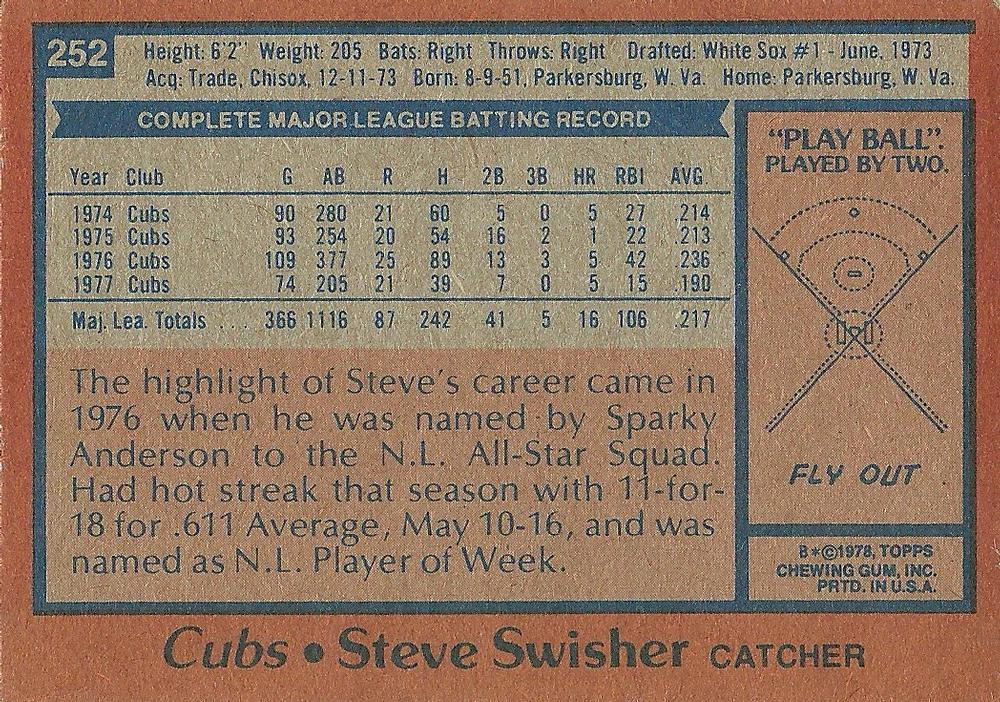 252
Height: 6'2" Weight: 205 Bats: Right Throws: Right Drafted: White Sox #1 - June, 1973
Acq: Trade, Chisox, 12-11-73 Born: 8-9-51, Parkersburg, W. Va. Home: Parkersburg, W. Va.
COMPLETE MAJOR LEAGUE BATTING RECORD
Year Club G AB R H 2B 3B HR RBI AVG.
1974 Cubs 90 280 21 60 5 0 5 27 .214
1975 Cubs 93 254 20 54 16 2 1 22 .213
1976 Cubs 109 377 25 89 13 3 5 42 .236
1977 Cubs 74 205 21 39 7 0 5 15 .190
Maj. Lea. Totals .... 366 1116 87 242 41 5 16 106 .217
The highlight of Steve's career came in
1976 when he was named by Sparky
Anderson to the N.L. All-Star Squad.
Had hot streak that season with 11-for-
18 for .611 Average, May 10-16, and was
named as N.L. Player of Week.
"PLAY BALL".
PLAYED BY TWO.
FLY OUT
B*©1978, TOPPS
CHEWING GUM, INC.
PRTD. IN U.S.A.
Cubs • Steve Swisher CATCHER